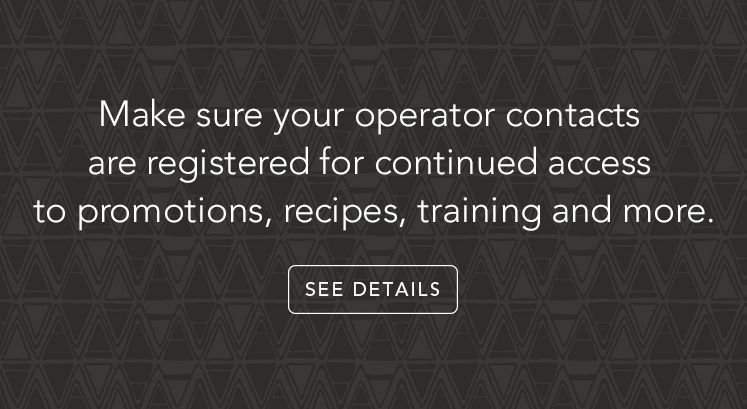 Make sure your operator contacts
are registered for continued access
to promotions, recipes, training and more.
SEE DETAILS